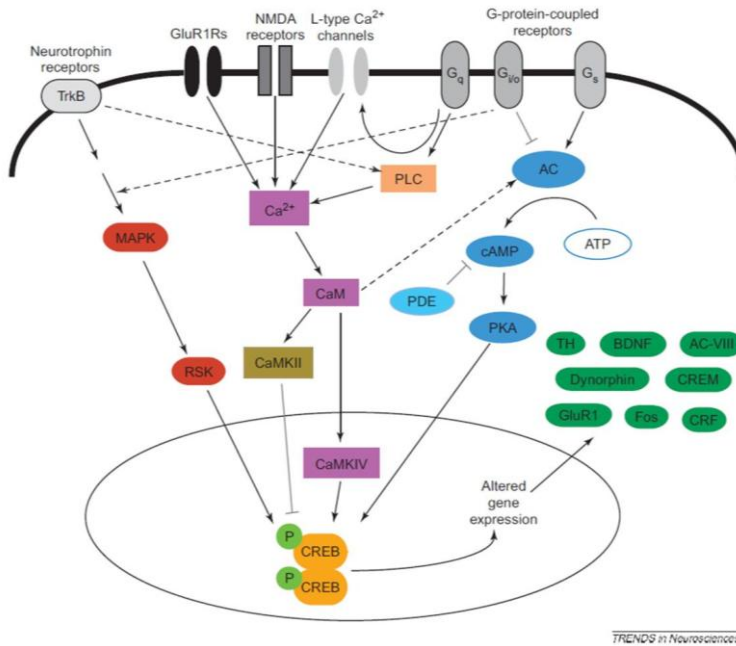 Neurotrophin
receptors
GluR1Rs
NMDA
receptors
L-type Ca²⁺
channels
G-protein-coupled
receptors
TrkB
Gq
Gi/o
Gs
PLC
AC
Ca²⁺
MAPK
cAMP
ATP
CaM
PDE
PKA
CaMKII
RSK
TH
BDNF
AC-VIII
Dynorphin
CREM
GluR1
Fos
CRF
CaMKIV
Altered
gene
expression
P
CREB
P
CREB
TRENDS in Neurosciences